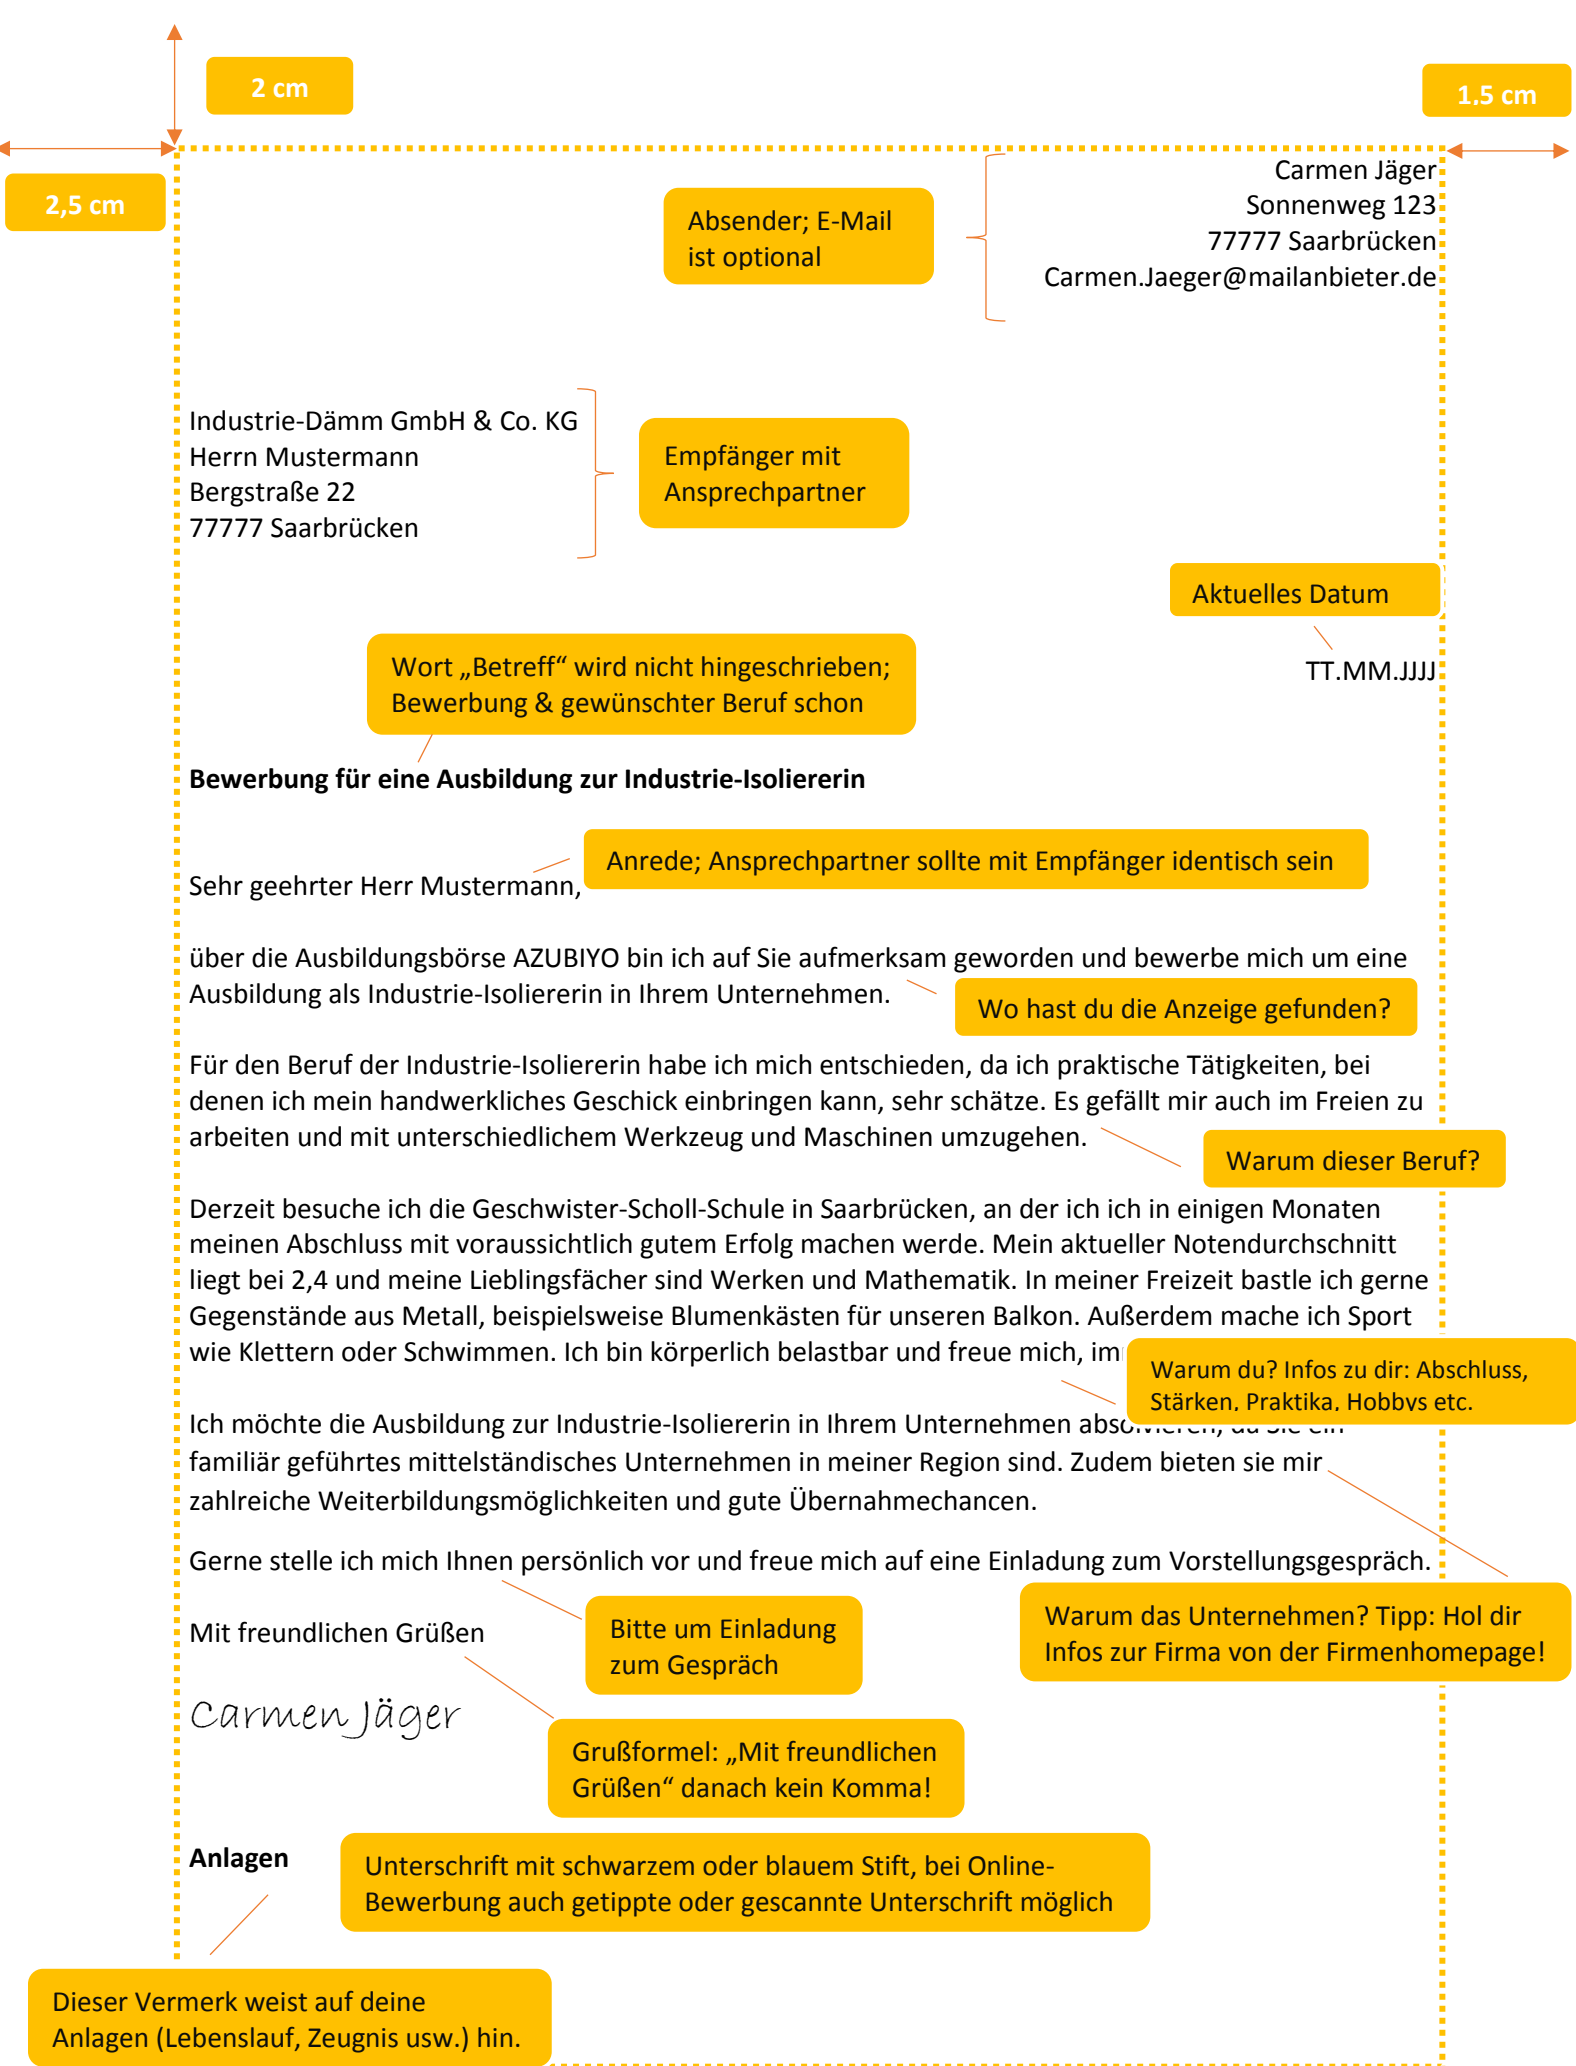 2 cm
1,5 cm
2,5 cm
Carmen Jäger
Sonnenweg 123
77777 Saarbrücken
Carmen.Jaeger@mailanbieter.de
Absender; E-Mail
ist optional
Industrie-Dämm GmbH & Co. KG
Herrn Mustermann
Bergstraße 22
77777 Saarbrücken
Empfänger mit
Ansprechpartner
Aktuelles Datum
TT.MM.JJJJ
Wort „Betreff“ wird nicht hingeschrieben;
Bewerbung & gewünschter Beruf schon
Bewerbung für eine Ausbildung zur Industrie-Isoliererin
Anrede; Ansprechpartner sollte mit Empfänger identisch sein
Sehr geehrter Herr Mustermann,
über die Ausbildungsbörse AZUBIYO bin ich auf Sie aufmerksam geworden und bewerbe mich um eine
Ausbildung als Industrie-Isoliererin in Ihrem Unternehmen.
Wo hast du die Anzeige gefunden?
Für den Beruf der Industrie-Isoliererin habe ich mich entschieden, da ich praktische Tätigkeiten, bei
denen ich mein handwerkliches Geschick einbringen kann, sehr schätze. Es gefällt mir auch im Freien zu
arbeiten und mit unterschiedlichem Werkzeug und Maschinen umzugehen.
Warum dieser Beruf?
Derzeit besuche ich die Geschwister-Scholl-Schule in Saarbrücken, an der ich ich in einigen Monaten
meinen Abschluss mit voraussichtlich gutem Erfolg machen werde. Mein aktueller Notendurchschnitt
liegt bei 2,4 und meine Lieblingsfächer sind Werken und Mathematik. In meiner Freizeit bastle ich gerne
Gegenstände aus Metall, beispielsweise Blumenkästen für unseren Balkon. Außerdem mache ich Sport
wie Klettern oder Schwimmen. Ich bin körperlich belastbar und freue mich,
Warum du? Infos zu dir: Abschluss,
Stärken, Praktika, Hobbys etc.
Ich möchte die Ausbildung zur Industrie-Isoliererin in Ihrem Unternehmen absolvieren, da Sie ein
familiär geführtes mittelständisches Unternehmen in meiner Region sind. Zudem bieten sie mir
zahlreiche Weiterbildungsmöglichkeiten und gute Übernahmechancen.
Gerne stelle ich mich Ihnen persönlich vor und freue mich auf eine Einladung zum Vorstellungsgespräch.
Warum das Unternehmen? Tipp: Hol dir
Infos zur Firma von der Firmenhomepage!
Bitte um Einladung
zum Gespräch
Mit freundlichen Grüßen
Carmen Jäger
Grußformel: „Mit freundlichen
Grüßen“ danach kein Komma!
Anlagen
Unterschrift mit schwarzem oder blauem Stift, bei Online-
Bewerbung auch getippte oder gescannte Unterschrift möglich
Dieser Vermerk weist auf deine
Anlagen (Lebenslauf, Zeugnis usw.) hin.